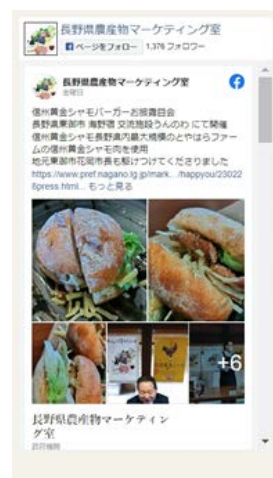 長野県農産物マーケティング室
ページをフォロー 1,376 フォロワー
長野県農産物マーケティング室
金曜日
信州黄金シャモバーガーお披露目会
長野県東御市 海野宿 交流施設うんのわ にて開催
信州黄金シャモ長野県内最大規模のとやはらファー
ムの信州黄金シャモ肉を使用
地元東御市花岡市長も駆けつけてくださりました
https://www.pref.nagano.lg.jp/mark.../happyou/23022
8press.html... もっと見る
+6
長野県農産物マーケティン
グ室
政府機関